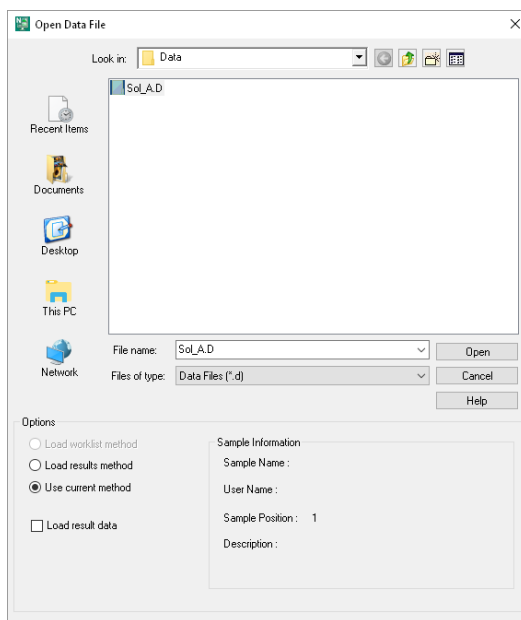 Open Data File
Look in: Data
Sol_A.D
Recent Items
Documents
Desktop
This PC
Network
File name: Sol_A.D Open
Files of type: Data Files (*.d) Cancel
Help
Options
Load worklist method
Load results method
Use current method
Load result data
Sample Information
Sample Name :
User Name :
Sample Position : 1
Description :